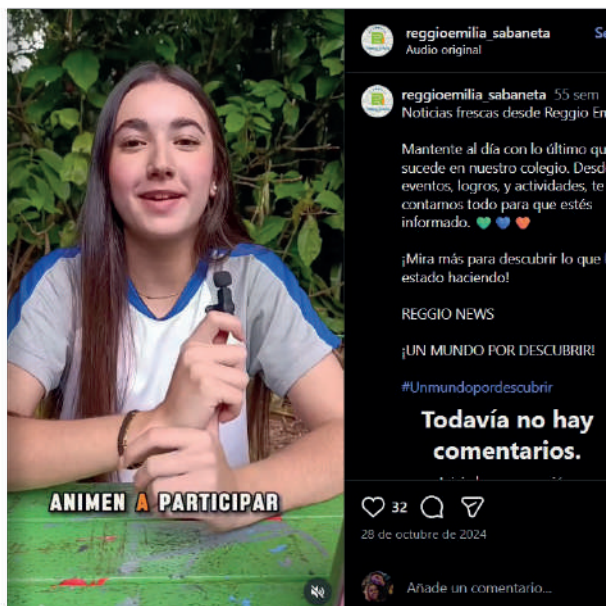 reggioemilia_sabaneta
Audio original
reggioemilia_sabaneta 55 sem
Noticias frescas desde Reggio
Mantente al día con lo último
sucede en nuestro colegio.
eventos, logros, y actividades, te
contamos todo para que estés
informado. 💚 💙 🧡
¡Mira más para descubrir lo que
estado haciendo!
REGGIO NEWS
¡UN MUNDO POR DESCUBRIR!
#Unmundopordescubrir
Todavía no hay
comentarios.
ANIMEN A PARTICIPAR
32
28 de octubre de 2024
Añade un comentario...